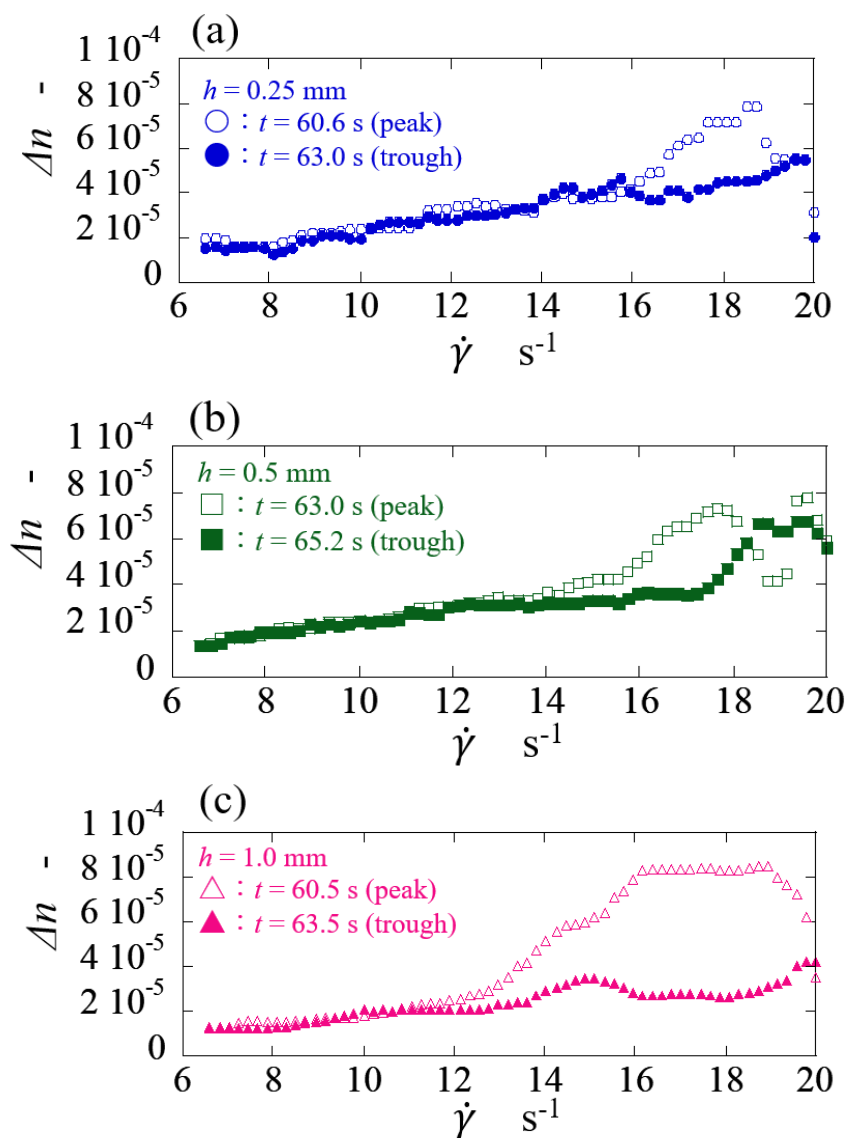 (a)
1 10⁻⁴
8 10⁻⁵
6 10⁻⁵
4 10⁻⁵
2 10⁻⁵
0
Δn -
h = 0.25 mm
○ : t = 60.6 s (peak)
● : t = 63.0 s (trough)
6 8 10 12 14 16 18 20
γ̇ s⁻¹
(b)
1 10⁻⁴
8 10⁻⁵
6 10⁻⁵
4 10⁻⁵
2 10⁻⁵
0
Δn -
h = 0.5 mm
□ : t = 63.0 s (peak)
■ : t = 65.2 s (trough)
6 8 10 12 14 16 18 20
γ̇ s⁻¹
(c)
1 10⁻⁴
8 10⁻⁵
6 10⁻⁵
4 10⁻⁵
2 10⁻⁵
0
Δn -
h = 1.0 mm
△ : t = 60.5 s (peak)
▲ : t = 63.5 s (trough)
6 8 10 12 14 16 18 20
γ̇ s⁻¹